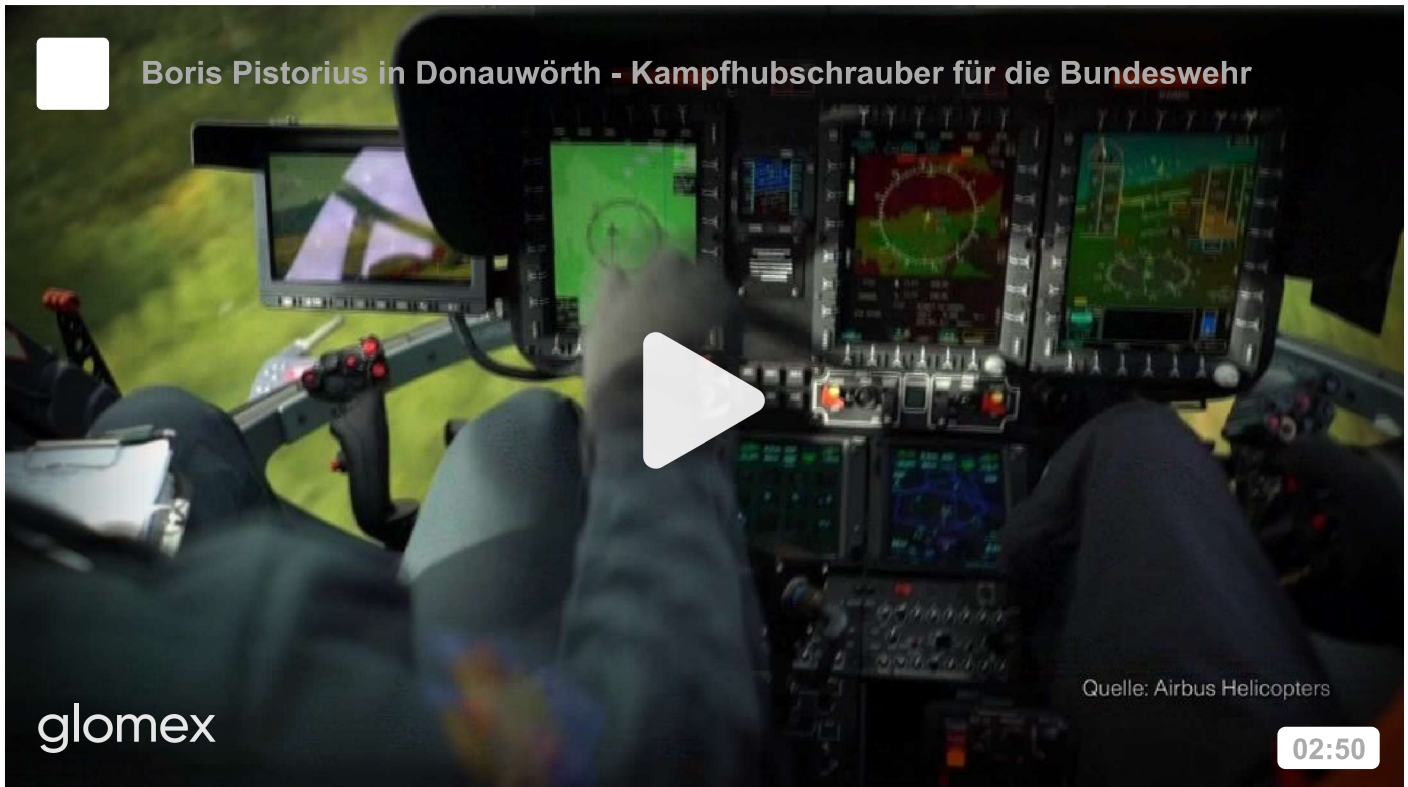 Boris Pistorius in Donauwörth - Kampfhubschrauber für die Bundeswehr
Quelle: Airbus Helicopters
glomex
02:50